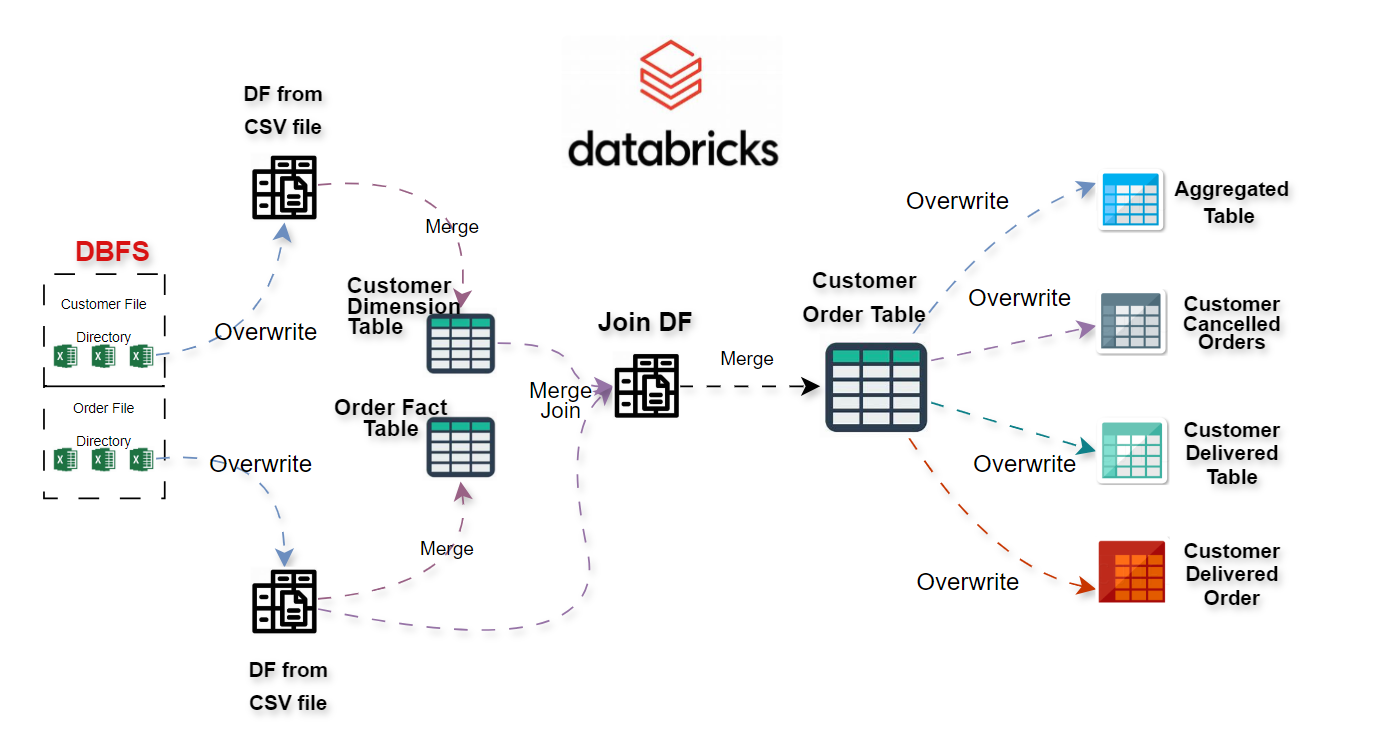 databricks
DF from
CSV file
DBFS
Customer File
Directory
Overwrite
Order File
Directory
Overwrite
DF from
CSV file
Merge
Customer
Dimension
Table
Order Fact
Table
Merge
Merge
Join
Join DF
Merge
Customer
Order Table
Overwrite
Aggregated
Table
Overwrite
Customer
Cancelled
Orders
Overwrite
Customer
Delivered
Table
Overwrite
Customer
Delivered
Order